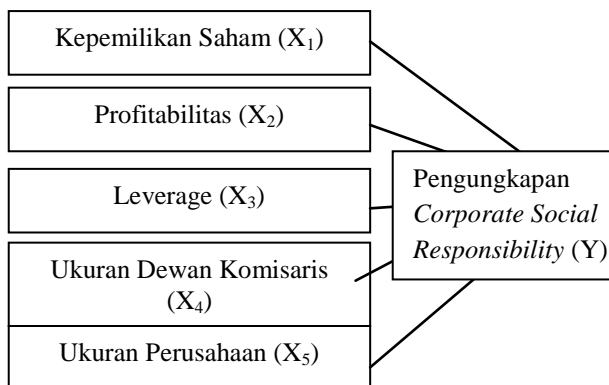 Kepemilikan Saham (X₁)
Profitabilitas (X₂)
Leverage (X₃)
Ukuran Dewan Komisaris
(X₄)
Ukuran Perusahaan (X₅)
Pengungkapan
Corporate Social
Responsibility (Y)